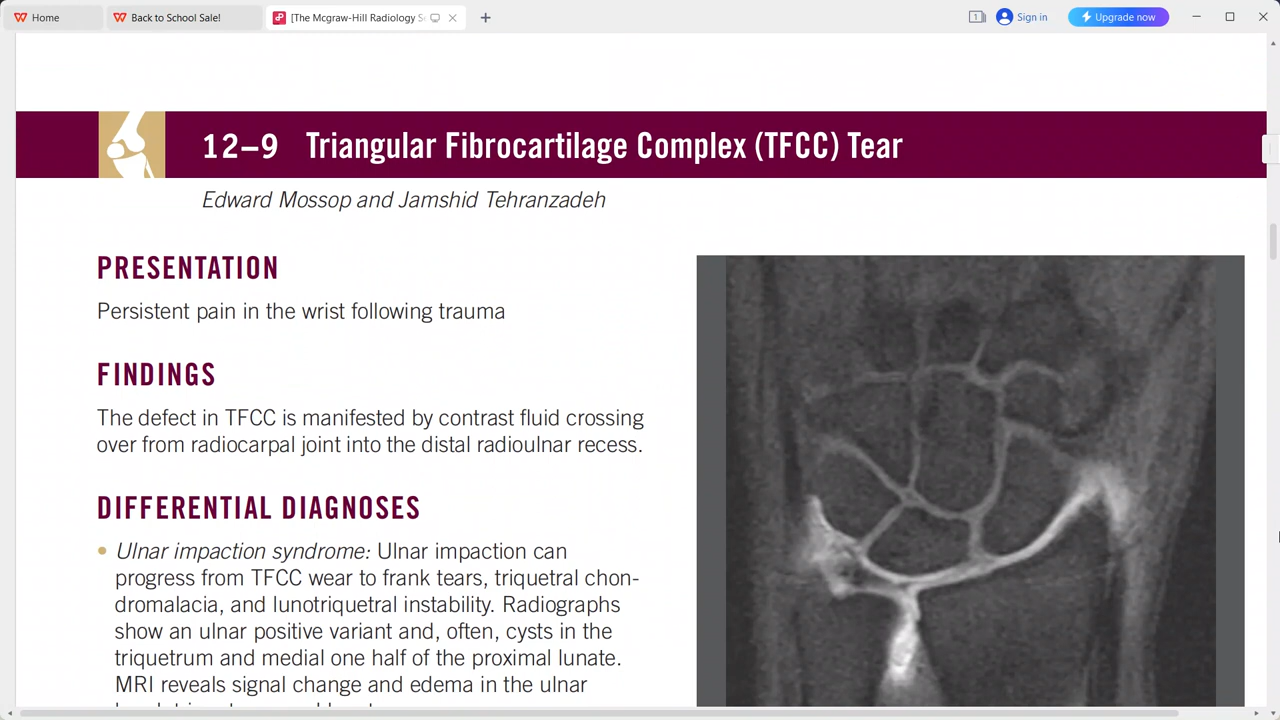 Home
Back to School Sale!
[The Mcgraw-Hill Radiology S
1
Sign in
Upgrade now
12–9 Triangular Fibrocartilage Complex (TFCC) Tear
Edward Mossop and Jamshid Tehranzadeh
PRESENTATION
Persistent pain in the wrist following trauma
FINDINGS
The defect in TFCC is manifested by contrast fluid crossing
over from radiocarpal joint into the distal radioulnar recess.
DIFFERENTIAL DIAGNOSES
• Ulnar impaction syndrome: Ulnar impaction can
progress from TFCC wear to frank tears, triquetral chon-
dromalacia, and lunotriquetral instability. Radiographs
show an ulnar positive variant and, often, cysts in the
triquetrum and medial one half of the proximal lunate.
MRI reveals signal change and edema in the ulnar